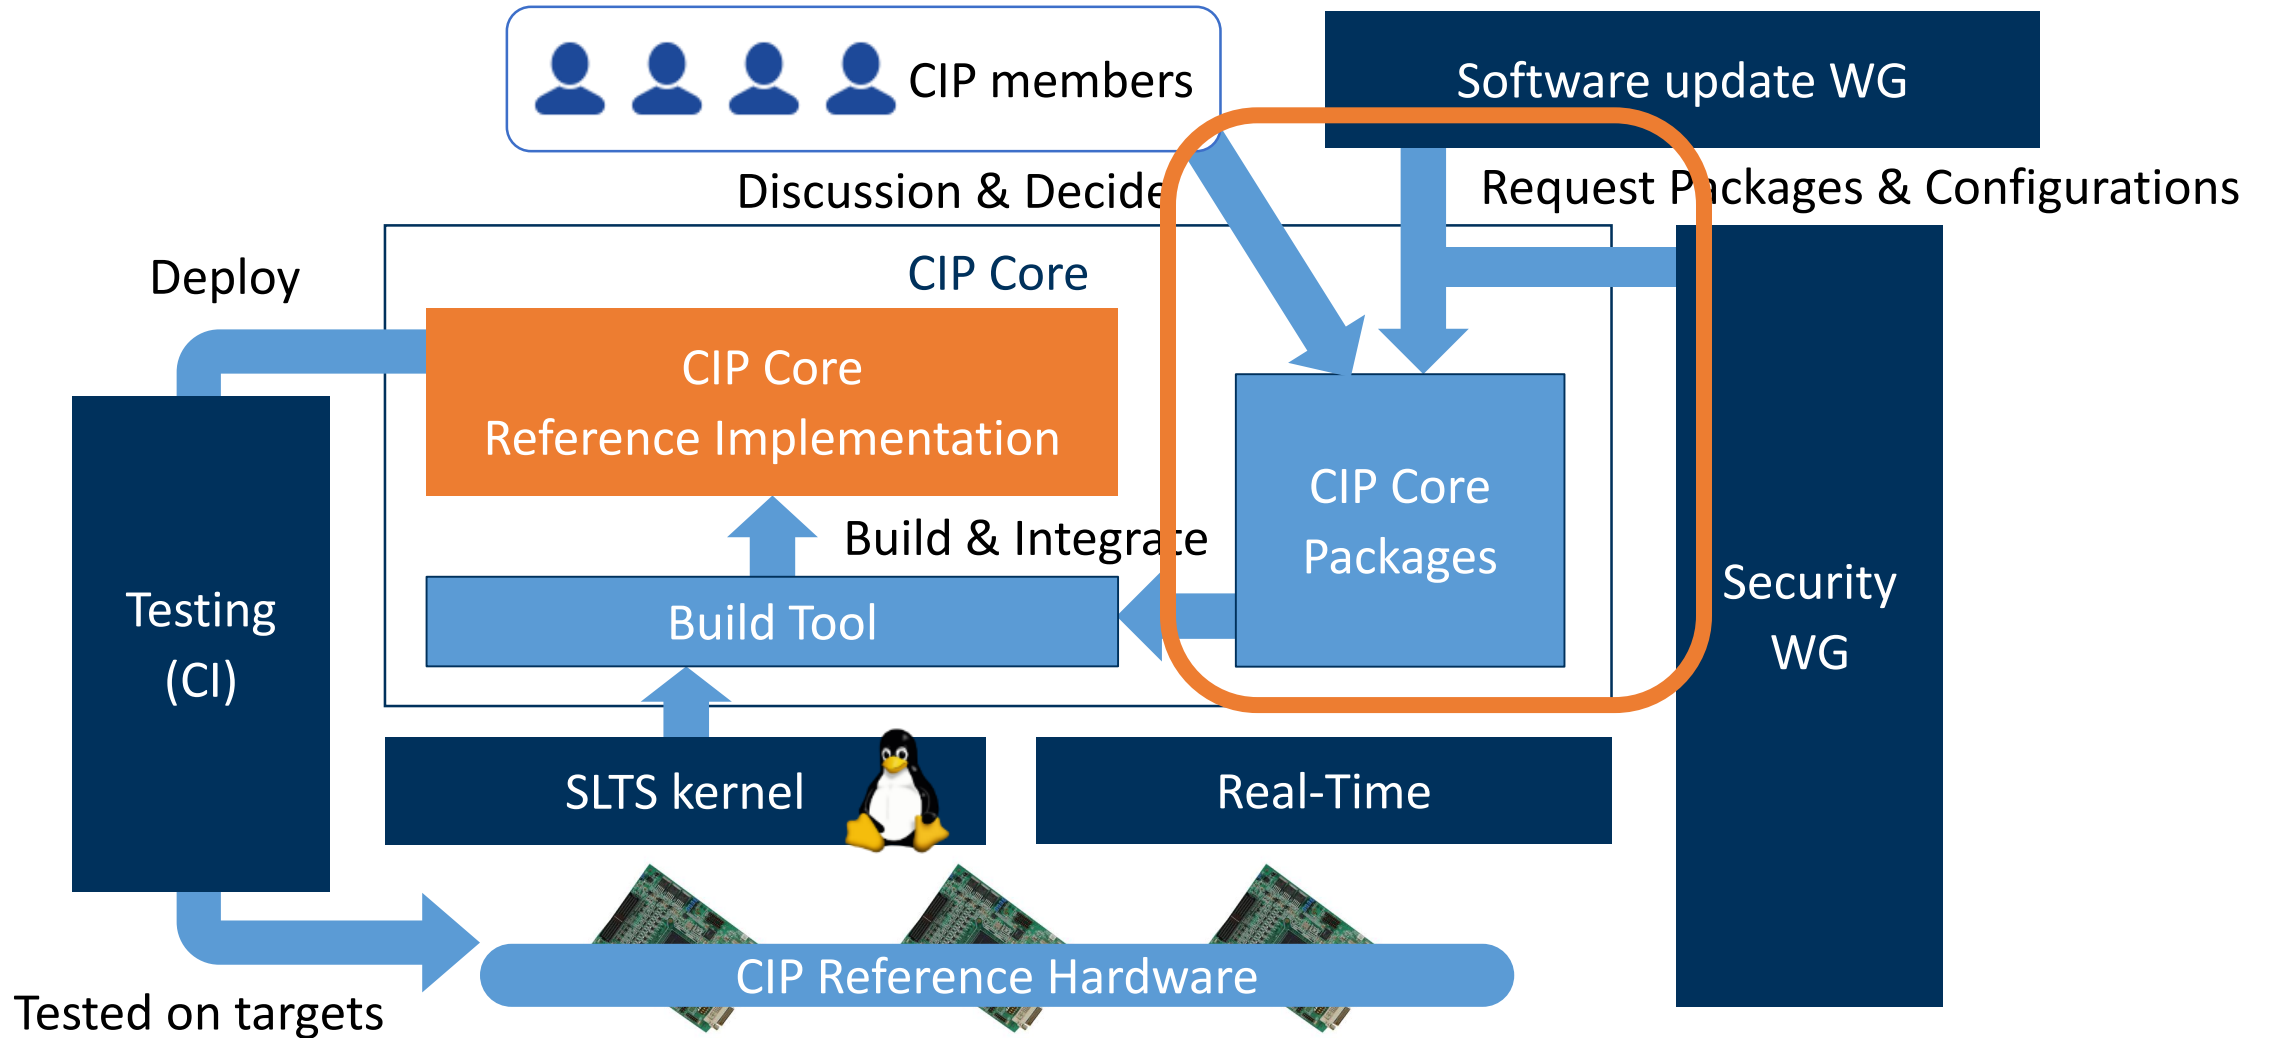 CIP members
Software update WG
Discussion & Decide
Request Packages & Configurations
Deploy
CIP Core
CIP Core
Reference Implementation
CIP Core
Packages
Build & Integrate
Build Tool
Testing
(CI)
Security
WG
SLTS kernel
Real-Time
CIP Reference Hardware
Tested on targets